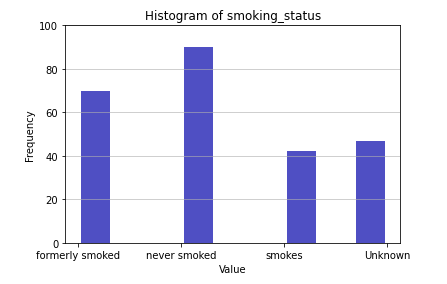 Histogram of smoking_status
100
80
60
40
20
0
Frequency
formerly smoked never smoked smokes Unknown
Value